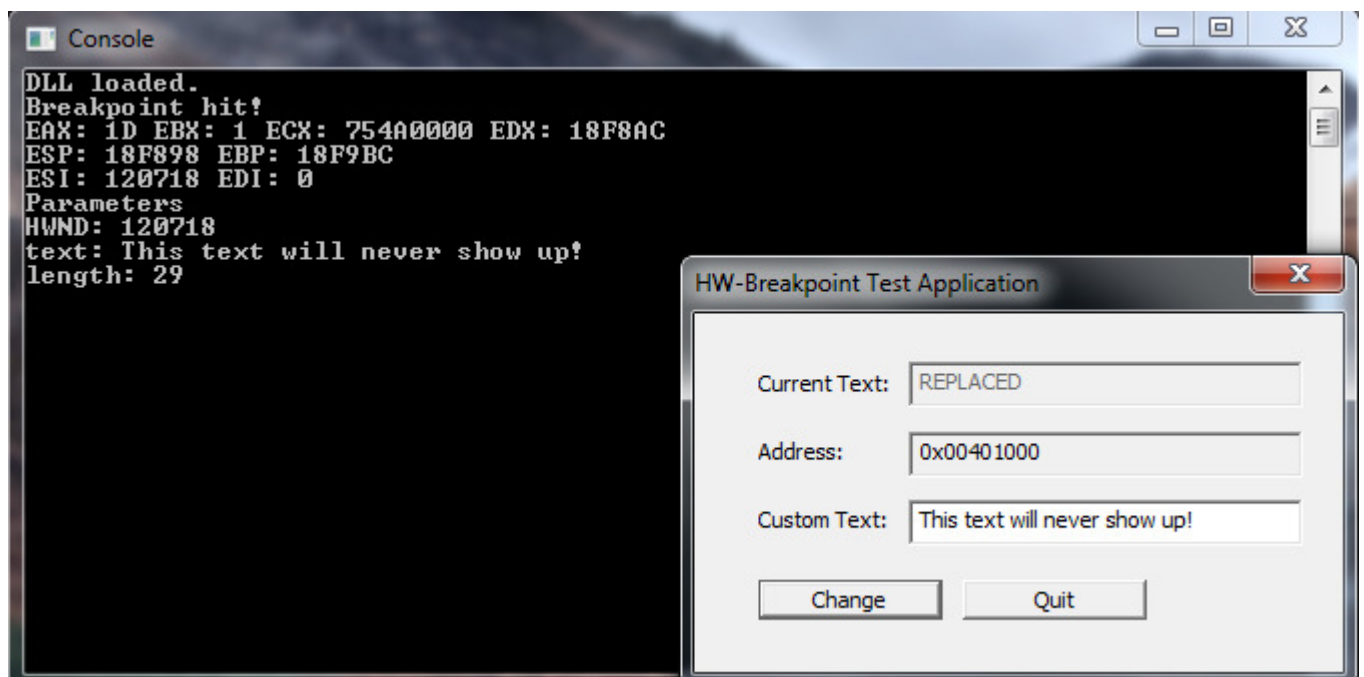 Console
DLL loaded.
Breakpoint hit!
EAX: 1D EBX: 1 ECX: 754A0000 EDX: 18F8AC
ESP: 18F898 EBP: 18F9BC
ESI: 120718 EDI: 0
Parameters
HWND: 120718
text: This text will never show up!
length: 29
HW-Breakpoint Test Application
Current Text: REPLACED
Address: 0x00401000
Custom Text: This text will never show up!
Change Quit